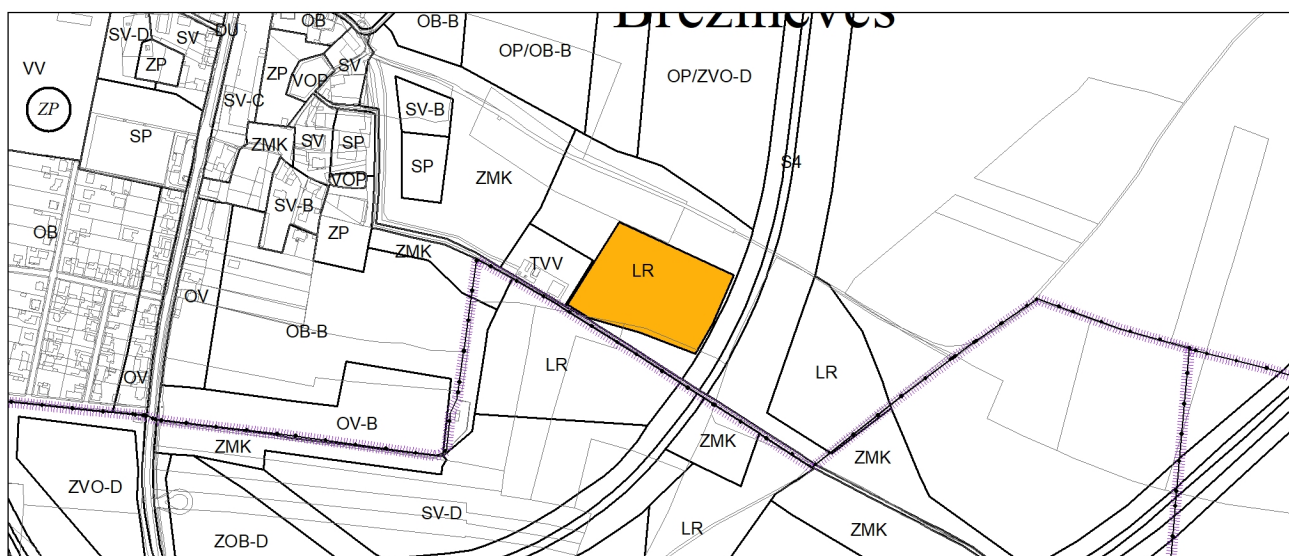 Březiněves
OB
OB-B
SV-D
SV
DU
OP/OB-B
VV
ZP
ZP
SV
OP/ZVO-D
VOP
ZP
SV-C
SV-B
SP
ZMK
SV
SP
S4
SP
VOP
ZMK
SV-B
OB
ZP
ZMK
TVV
LR
OV
OB-B
LR
LR
OV
OV-B
ZMK
ZMK
ZMK
ZVO-D
SV-D
LR
ZMK
ZOB-D